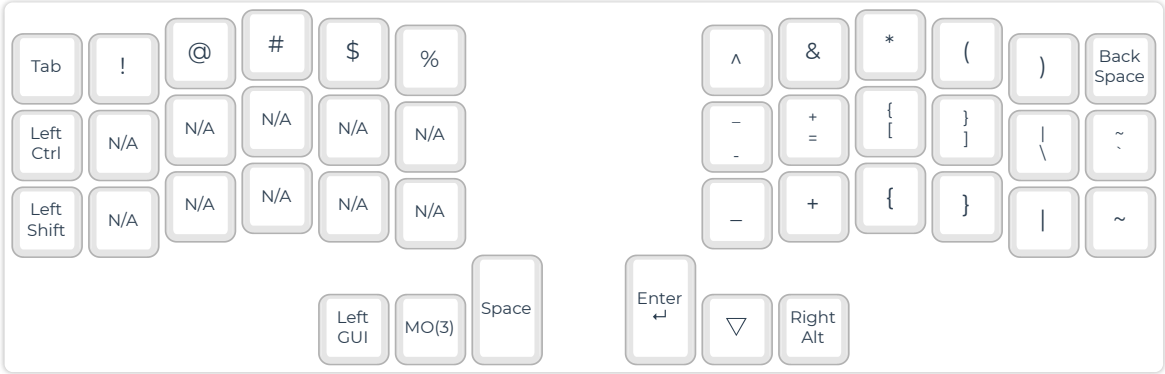 Tab ! @ # $ % ^ & * ( ) Back
Space
Left
Ctrl N/A N/A N/A N/A N/A _
- +
= {
[ }
] |
\ ~
`
Left
Shift N/A N/A N/A N/A N/A _ + { } | ~
Left
GUI MO(3) Space Enter
↵ ▽ Right
Alt